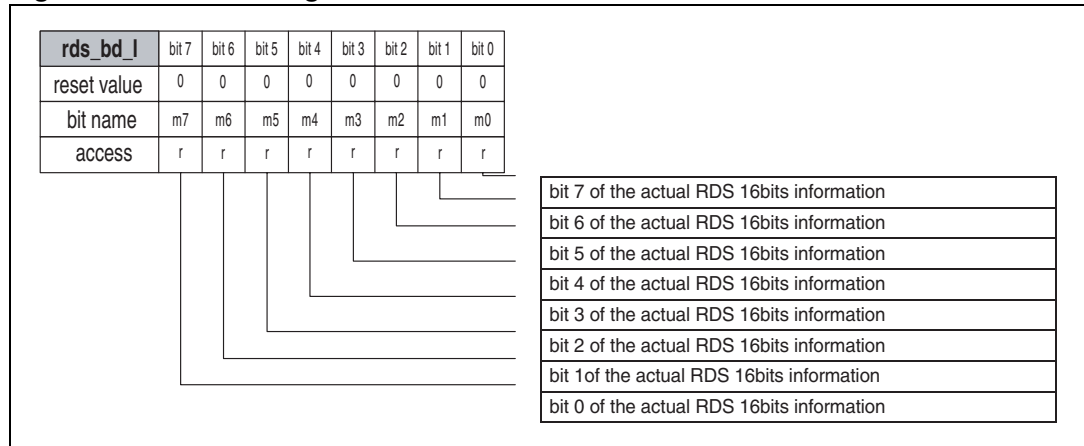 rds_bd_l bit 7 bit 6 bit 5 bit 4 bit 3 bit 2 bit 1 bit 0
reset value 0 0 0 0 0 0 0 0
bit name m7 m6 m5 m4 m3 m2 m1 m0
access r r r r r r r r
bit 7 of the actual RDS 16bits information
bit 6 of the actual RDS 16bits information
bit 5 of the actual RDS 16bits information
bit 4 of the actual RDS 16bits information
bit 3 of the actual RDS 16bits information
bit 2 of the actual RDS 16bits information
bit 1of the actual RDS 16bits information
bit 0 of the actual RDS 16bits information